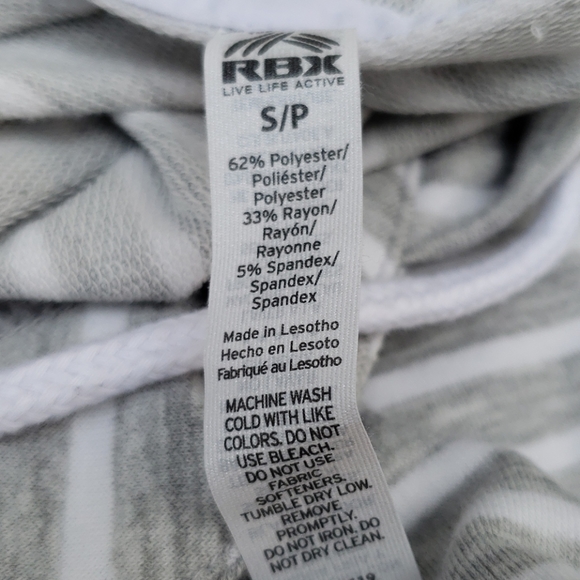 RBX
LIVE LIFE ACTIVE
S/P
62% Polyester/
Poliéster/
Polyester
33% Rayon/
Rayón/
Rayonne
5% Spandex/
Spandex/
Spandex
Made in Lesotho
Hecho en Lesoto
Fabriqué au Lesotho
MACHINE WASH
COLD WITH LIKE
COLORS. DO NOT
USE BLEACH.
DO NOT USE
FABRIC
SOFTENERS.
TUMBLE DRY LOW.
REMOVE
PROMPTLY.
DO NOT IRON. DO
NOT DRY CLEAN.